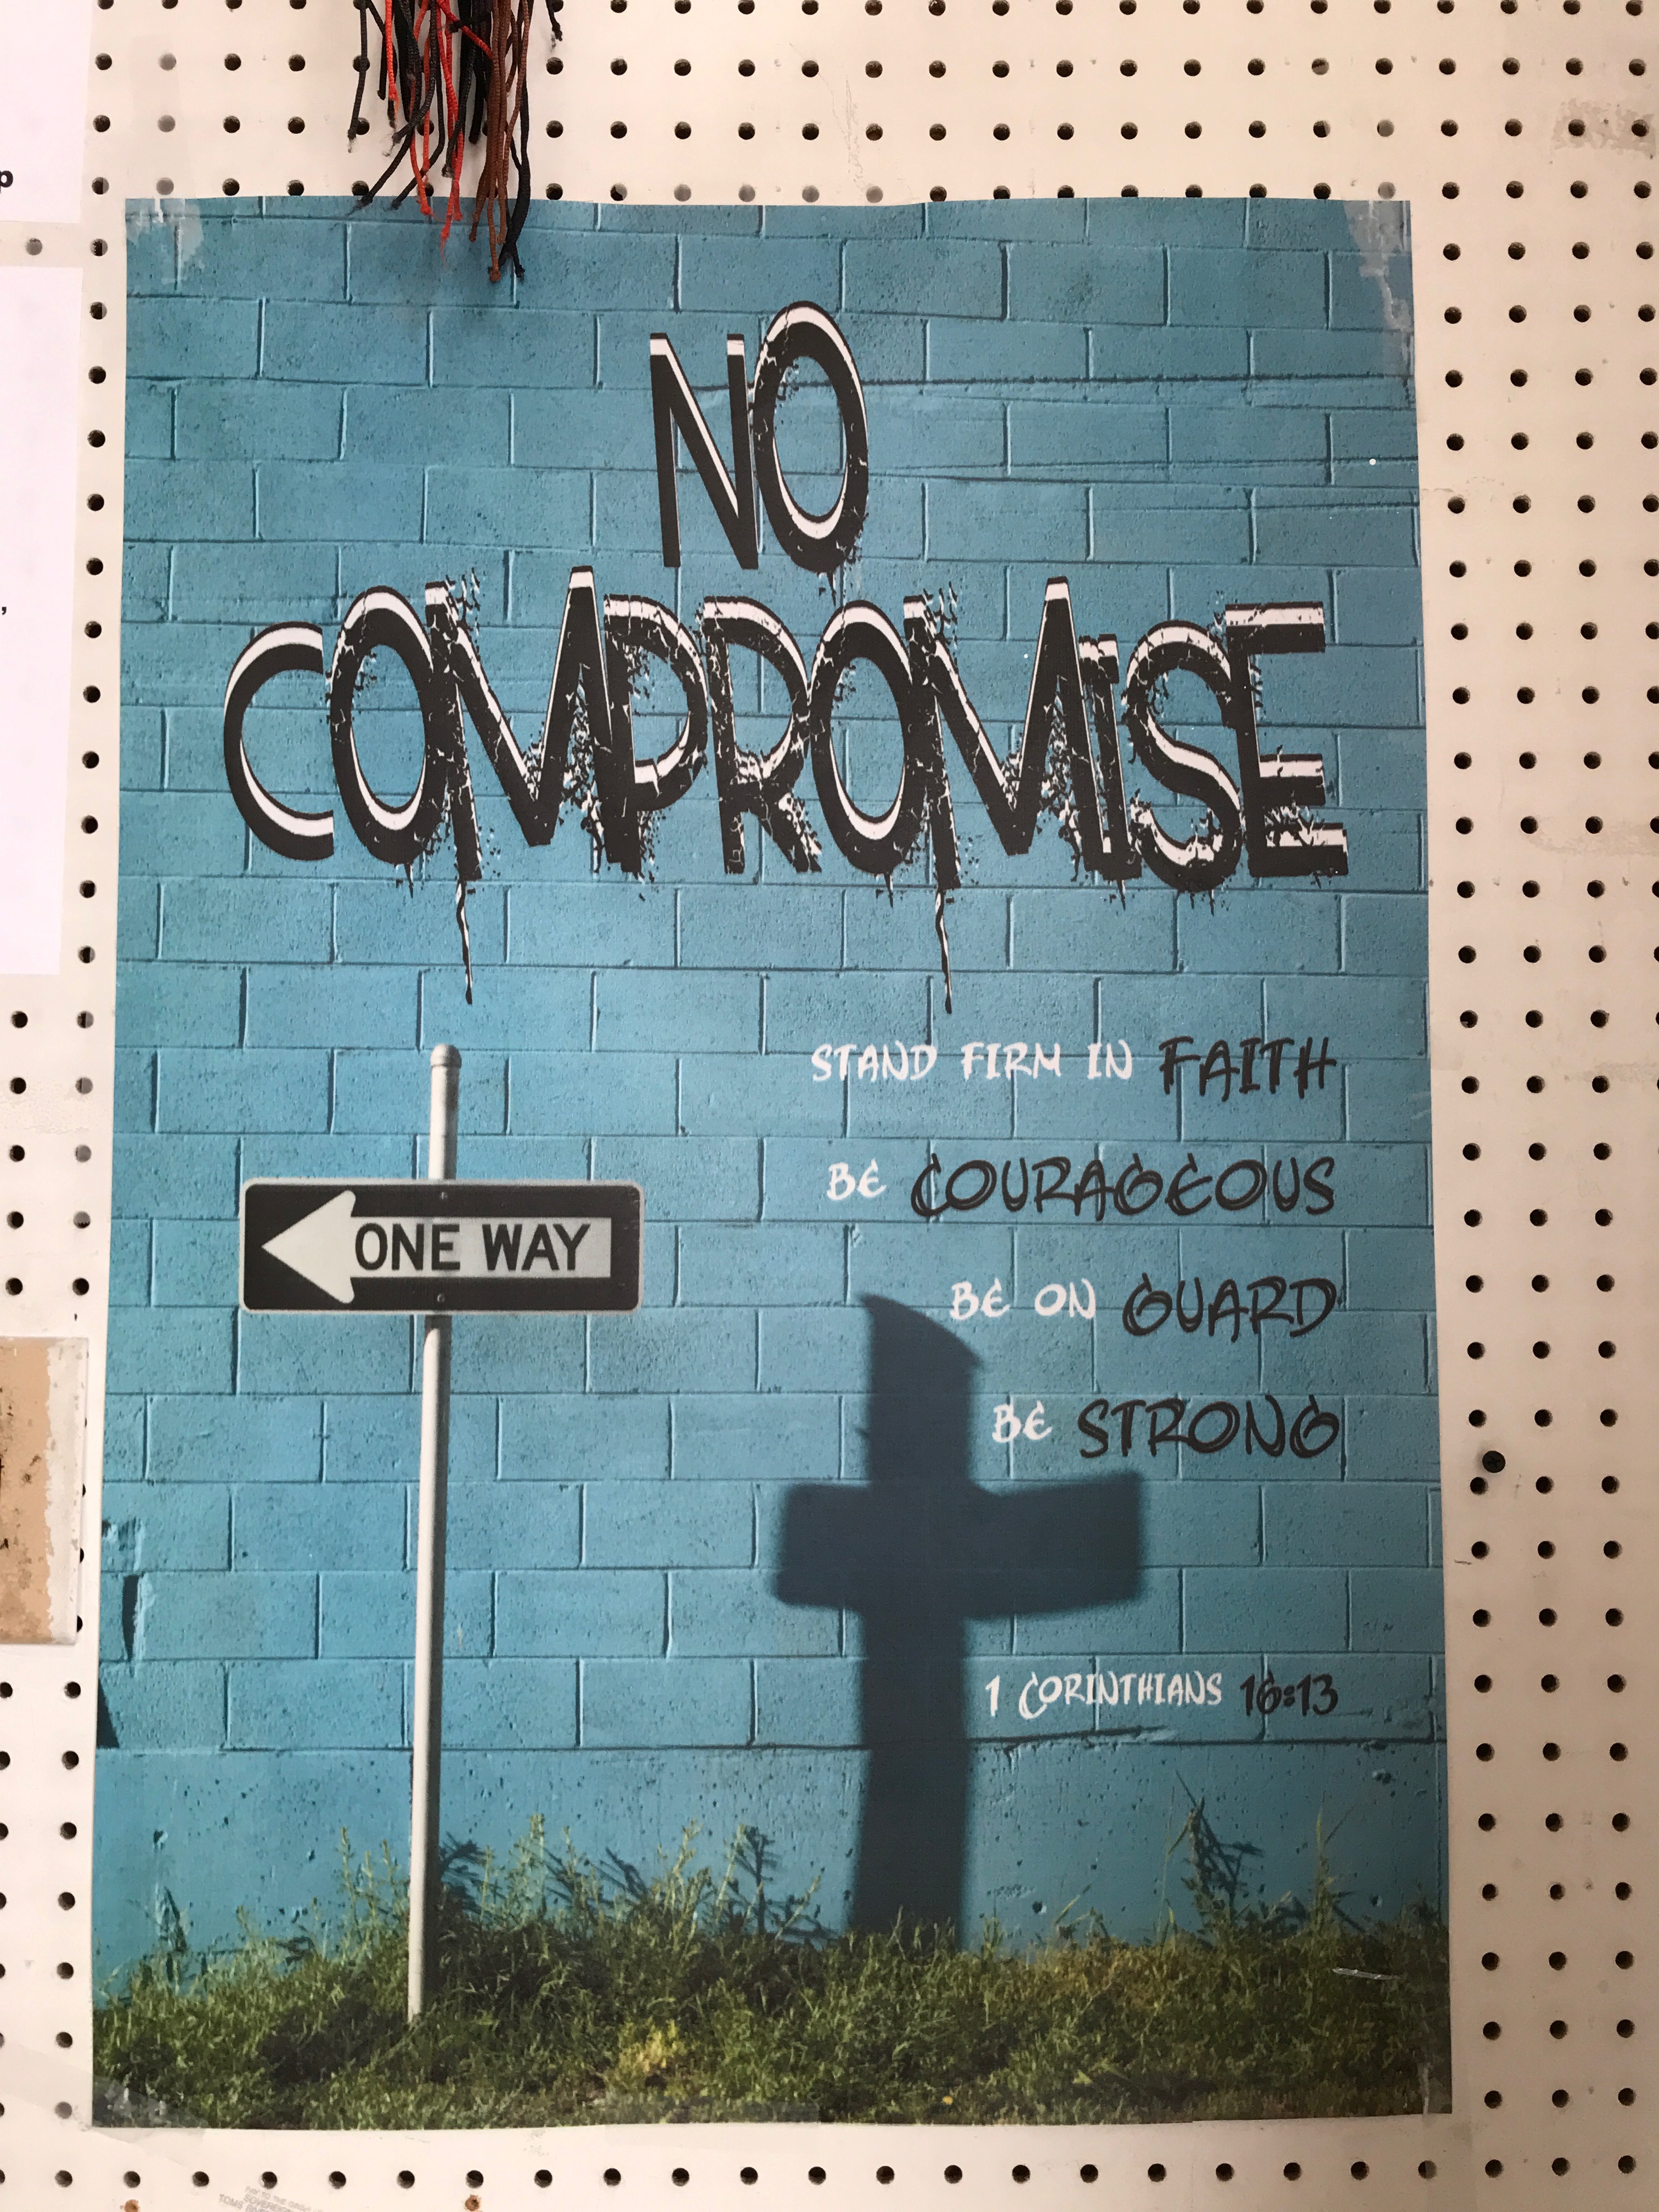 NO
COMPROMISE
STAND FIRM IN FAITH
BE COURAGEOUS
ONE WAY
BE ON GUARD
BE STRONG
1 CORINTHIANS 16:13
p
,